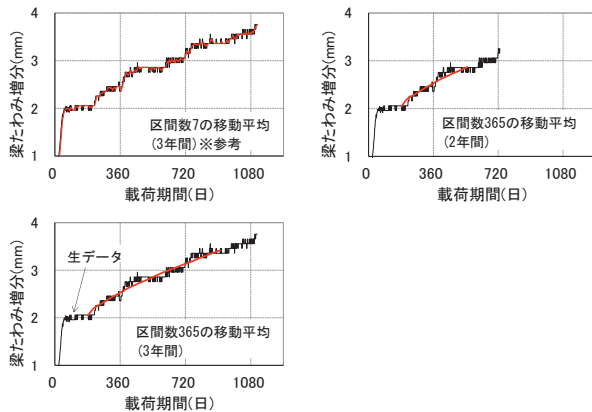 4
3
2
1
梁たわみ増分(mm)
区間数7の移動平均
(3年間)※参考
0 360 720 1080
載荷期間(日)
4
3
2
1
梁たわみ増分(mm)
区間数365の移動平均
(2年間)
0 360 720 1080
載荷期間(日)
4
3
2
1
梁たわみ増分(mm)
生データ
区間数365の移動平均
(3年間)
0 360 720 1080
載荷期間(日)